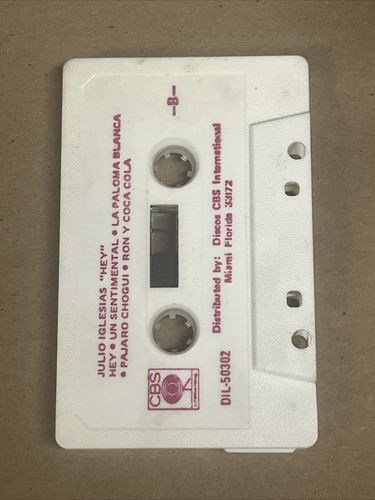 -B-
JULIO IGLESIAS "HEY"
HEY • UN SENTIMENTAL • LA PALOMA BLANCA
• PAJARO CHOGUI • RON Y COCA COLA
CBS
Distributed by: Discos CBS International
Miami Florida 33172
DIL-50302